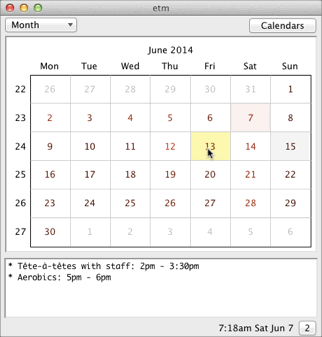 etm
Month Calendars
June 2014
Mon Tue Wed Thu Fri Sat Sun
22 26 27 28 29 30 31 1
23 2 3 4 5 6 7 8
24 9 10 11 12 13 14 15
25 16 17 18 19 20 21 22
26 23 24 25 26 27 28 29
27 30 1 2 3 4 5 6
* Tête-à-têtes with staff: 2pm - 3:30pm
* Aerobics: 5pm - 6pm
7:18am Sat Jun 7 2